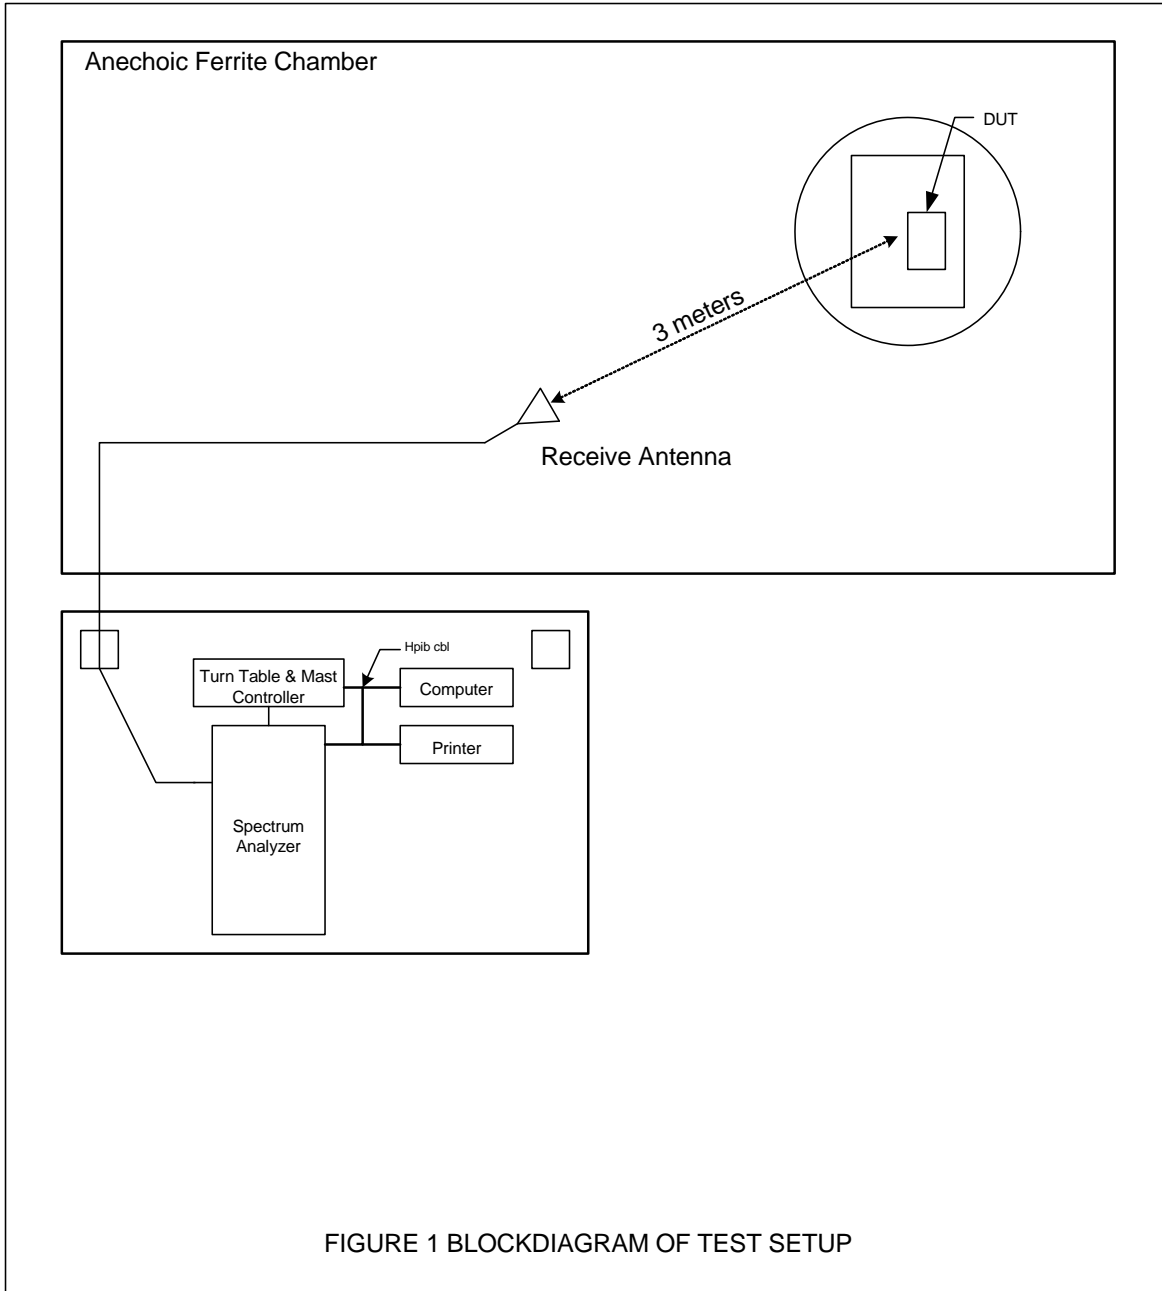 Anechoic Ferrite Chamber
DUT
3 meters
Receive Antenna
Hpib cbl
Turn Table & Mast
Controller
Computer
Printer
Spectrum
Analyzer
FIGURE 1 BLOCKDIAGRAM OF TEST SETUP